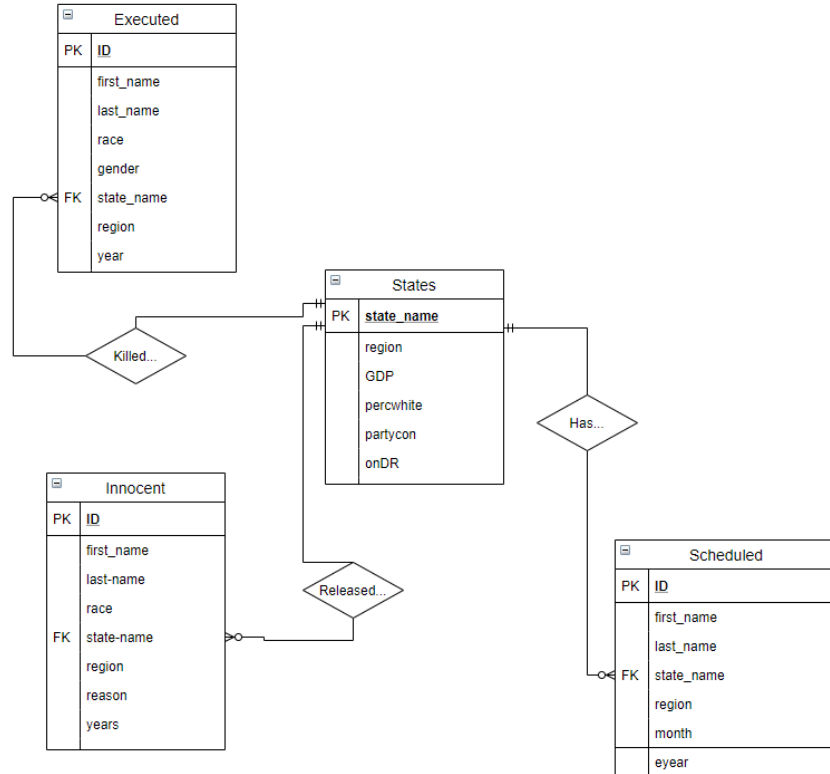 Executed
PK ID
first_name
last_name
race
gender
FK state_name
region
year
Killed...
States
PK state_name
region
GDP
percwhite
partycon
onDR
Has...
Innocent
PK ID
first_name
last-name
race
FK state-name
region
reason
years
Released...
Scheduled
PK ID
first_name
last_name
FK state_name
region
month
eyear